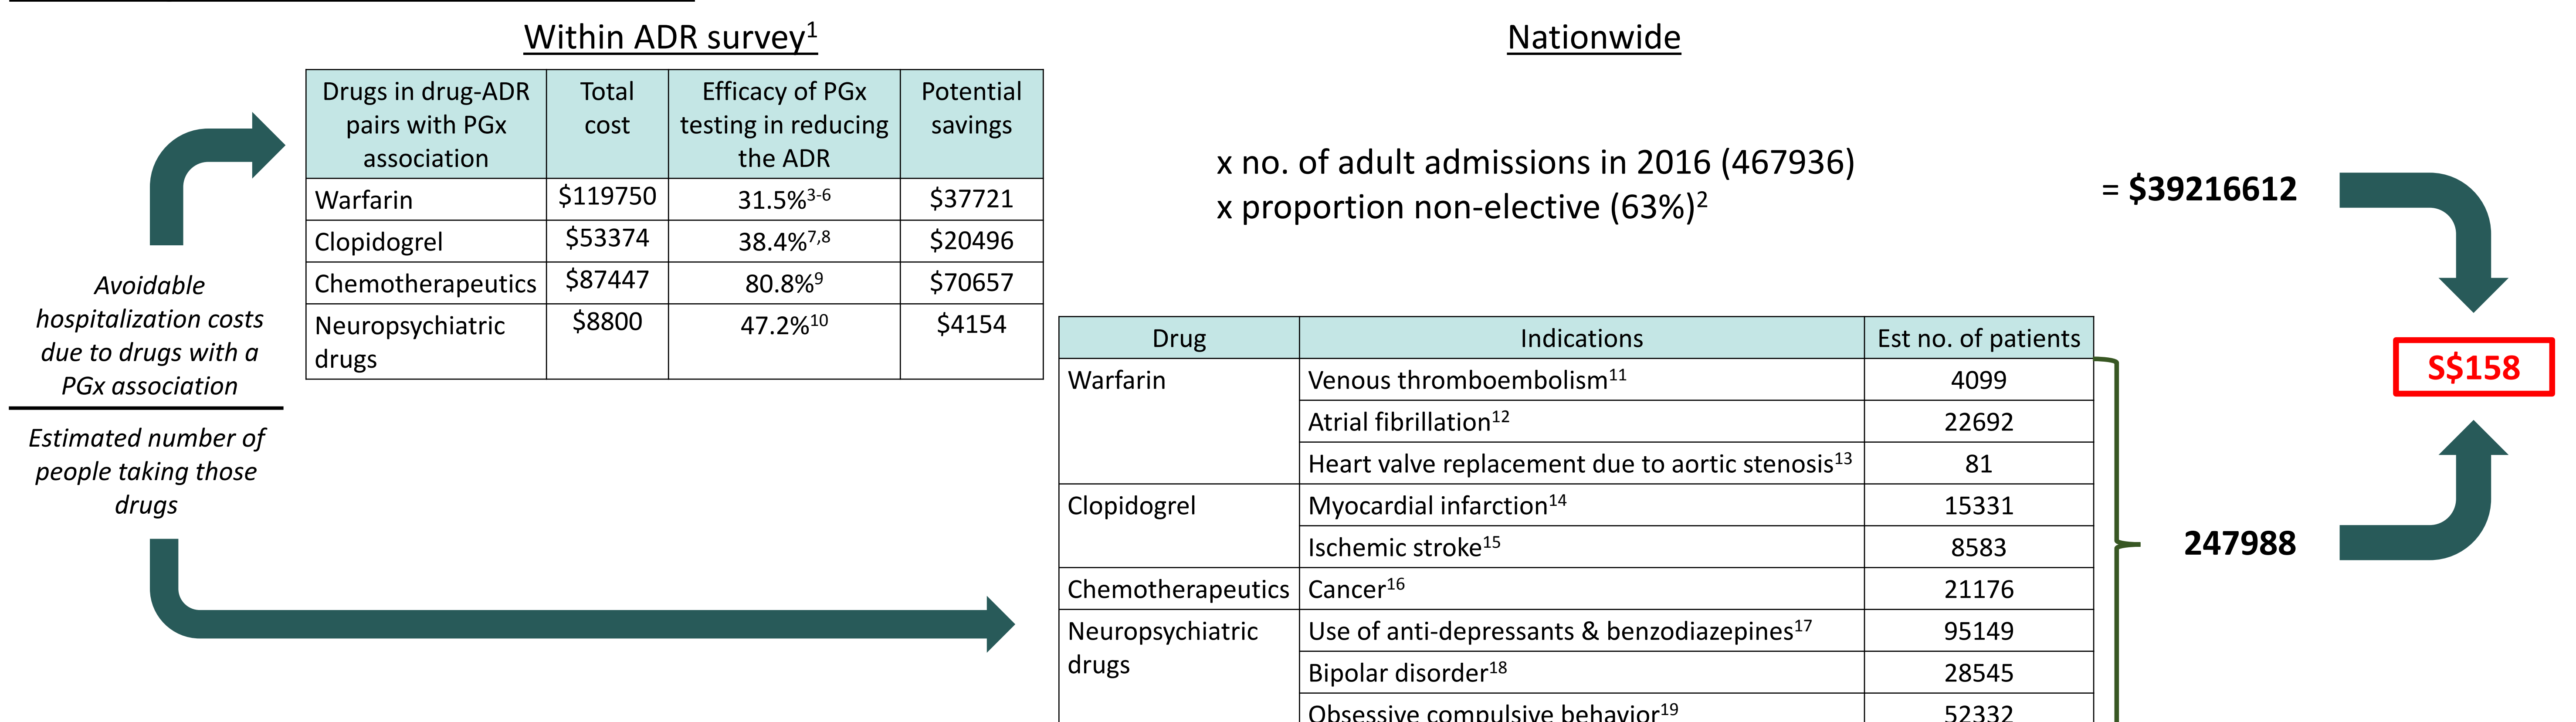 Within ADR survey1
Nationwide
Drugs in drug-ADR
pairs with PGx
association
Total
cost
Efficacy of PGx
testing in reducing
the ADR
Potential
savings
Warfarin $119750 31.5%3-6 $37721
Clopidogrel $53374 38.4%7,8 $20496
Chemotherapeutics $87447 80.8%9 $70657
Neuropsychiatric
drugs
$8800 47.2%10 $4154
x no. of adult admissions in 2016 (467936)
x proportion non-elective (63%)2
= $39216612
Avoidable
hospitalization costs
due to drugs with a
PGx association
Estimated number of
people taking those
drugs
Drug Indications Est no. of patients
Warfarin Venous thromboembolism11 4099
Atrial fibrillation12 22692
Heart valve replacement due to aortic stenosis13 81
Clopidogrel Myocardial infarction14 15331
Ischemic stroke15 8583
Chemotherapeutics Cancer16 21176
Neuropsychiatric
drugs
Use of anti-depressants & benzodiazepines17 95149
Bipolar disorder18 28545
Obsessive compulsive behavior19 52332
247988
S$158